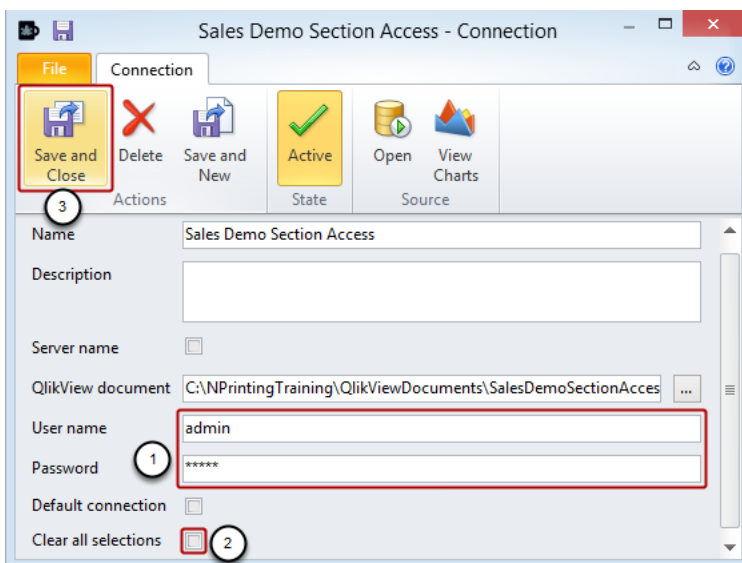 Sales Demo Section Access - Connection
File Connection
Save and Close
Delete
Save and New
Active
Open
View Charts
3
Actions State Source
Name Sales Demo Section Access
Description
Server name
QlikView document C:\NPrintingTraining\QlikViewDocuments\SalesDemoSectionAcces ...
User name admin
1
Password *****
Default connection
Clear all selections 2